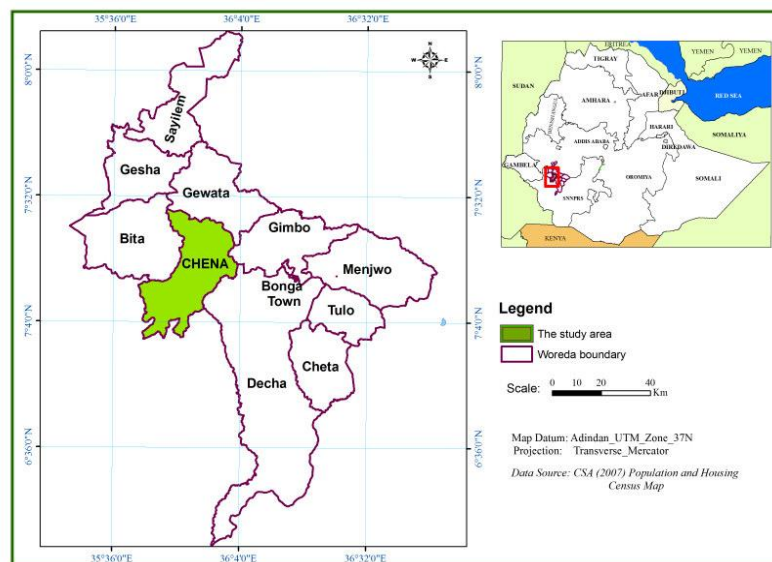 35°36'0"E
36°4'0"E
36°32'0"E
8°0'0"N
7°32'0"N
7°4'0"N
6°36'0"N
N
W
E
S
Sayilem
Gesha
Gewata
Bita
Gimbo
CHENA
Menjwo
Bonga
Town
Tulo
Cheta
Decha
8°0'0"N
7°32'0"N
7°4'0"N
6°36'0"N
35°36'0"E
36°4'0"E
36°32'0"E
ERITREA
YEMEN
YEMEN
TIGRAY
SUDAN
AFAR
DJIBUTI
RED SEA
AMHARA
HARARI
SOMALIYA
ADDIS ABABA
DIREDAWA
GAMBELA
OROMIYA
SOMALI
SNNPRS
KENYA
Legend
The study area
Woreda boundary
Scale:
0
20
40
Km
Map Datum: Adindan_UTM_Zone_37N
Projection: Transverse_Mercator
Data Source: CSA (2007) Population and Housing
Census Map